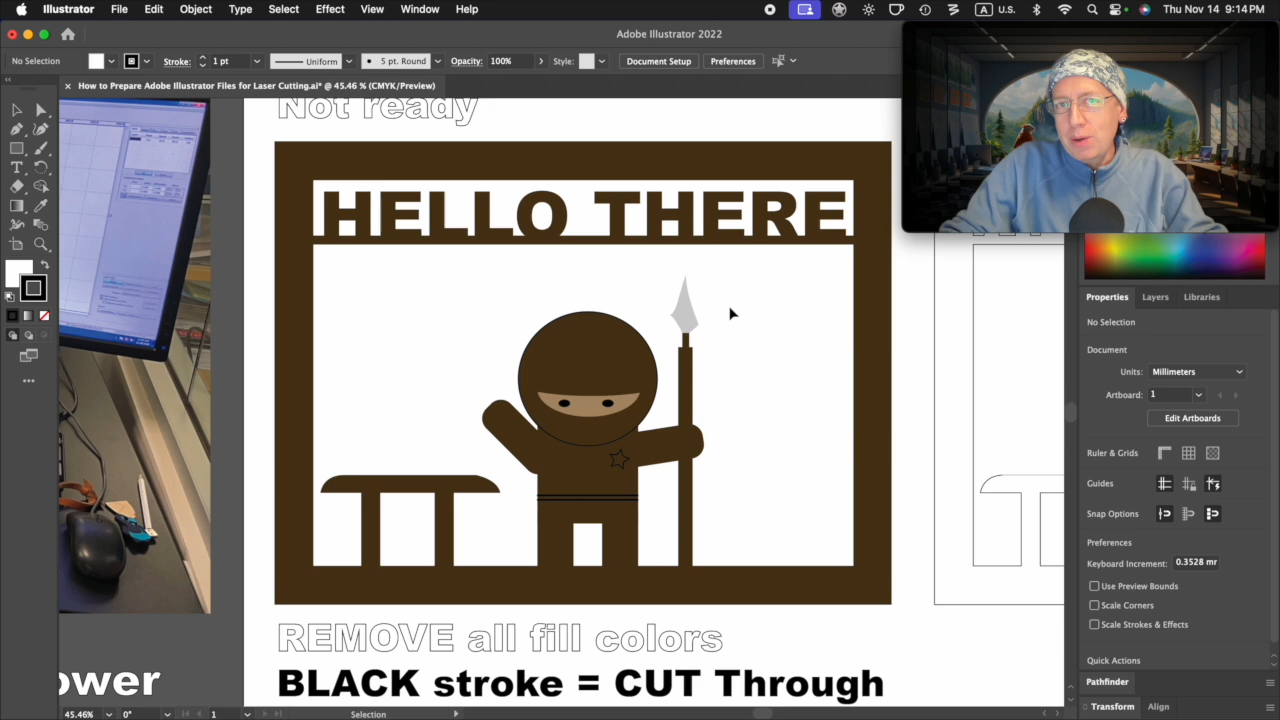 Illustrator File Edit Object Type Select Effect View Window Help U.S. Thu Nov 14 9:14PM
Adobe Illustrator 2022
No Selection Stroke: 1 pt Uniform 5 pt. Round Opacity: 100% Style: Document Setup Preferences
How to Prepare Adobe Illustrator Files for Laser Cutting.ai* @ 45.46 % (CMYK/Preview)
Not ready
HELLO THERE
REMOVE all fill colors
BLACK stroke = CUT Through
ower
Properties Layers Libraries
No Selection
Document
Units: Millimeters
Artboard: 1
Edit Artboards
Ruler & Grids
Guides
Snap Options
Preferences
Keyboard Increment: 0.3528 mr
Use Preview Bounds
Scale Corners
Scale Strokes & Effects
Quick Actions
Pathfinder
Transform Align
45.46% 0° 1 Selection